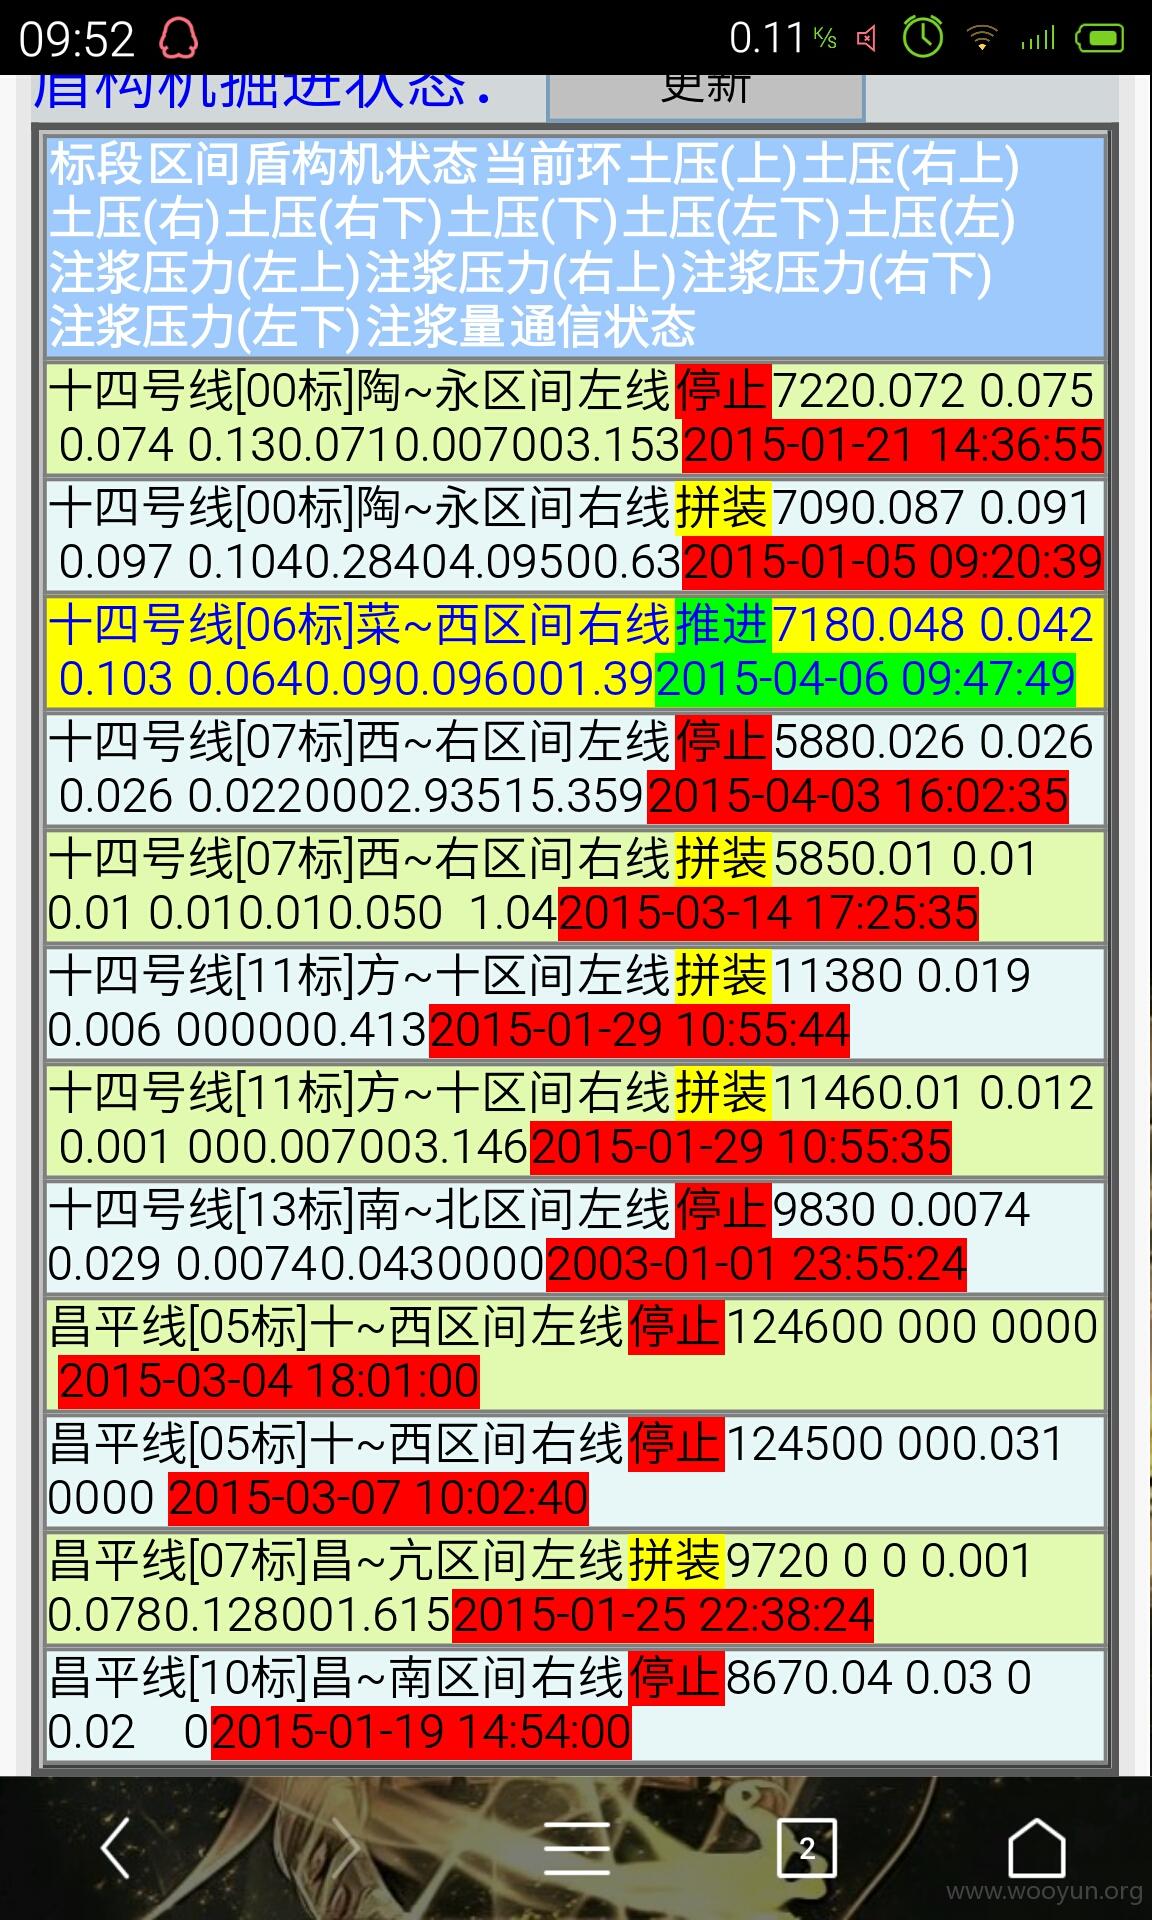 09:52
0.11 K/s
盾构机掘进状态：
更新
标段 区间 盾构机状态 当前环 土压(上) 土压(右上)
土压(右) 土压(右下) 土压(下) 土压(左下) 土压(左)
注浆压力(左上) 注浆压力(右上) 注浆压力(右下)
注浆压力(左下) 注浆量 通信状态
十四号线[00标]陶~永区间左线停止7220.072 0.075
0.074 0.130.0710.007003.1532015-01-21 14:36:55
十四号线[00标]陶~永区间右线拼装7090.087 0.091
0.097 0.1040.28404.09500.632015-01-05 09:20:39
十四号线[06标]菜~西区间右线推进7180.048 0.042
0.103 0.0640.090.096001.392015-04-06 09:47:49
十四号线[07标]西~右区间左线停止5880.026 0.026
0.026 0.0220002.93515.3592015-04-03 16:02:35
十四号线[07标]西~右区间右线拼装5850.01 0.01
0.01 0.010.010.050 1.042015-03-14 17:25:35
十四号线[11标]方~十区间左线拼装11380 0.019
0.006 000000.4132015-01-29 10:55:44
十四号线[11标]方~十区间右线拼装11460.01 0.012
0.001 000.007003.1462015-01-29 10:55:35
十四号线[13标]南~北区间左线停止9830 0.0074
0.029 0.00740.04300002003-01-01 23:55:24
昌平线[05标]十~西区间左线停止124600 000 0000
2015-03-04 18:01:00
昌平线[05标]十~西区间右线停止124500 000.031
0000 2015-03-07 10:02:40
昌平线[07标]昌~亢区间左线拼装9720 0 0 0.001
0.0780.128001.6152015-01-25 22:38:24
昌平线[10标]昌~南区间右线停止8670.04 0.03 0
0.02 02015-01-19 14:54:00
2
www.wooyun.org